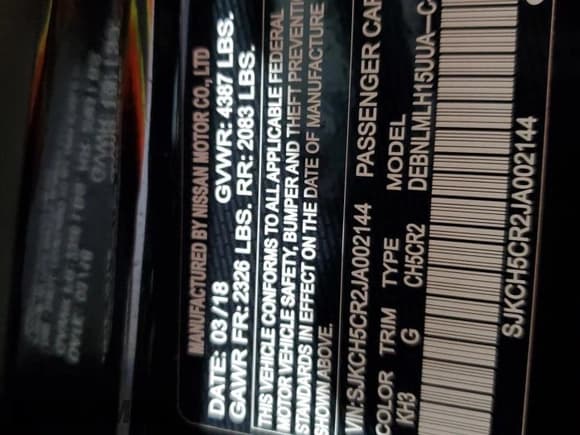 MANUFACTURED BY NISSAN MOTOR CO., LTD
DATE: 03/18 GVWR: 4387 LBS.
GAWR FR: 2326 LBS. RR: 2083 LBS.
THIS VEHICLE CONFORMS TO ALL APPLICABLE FEDERAL
MOTOR VEHICLE SAFETY, BUMPER AND THEFT PREVENTI
STANDARDS IN EFFECT ON THE DATE OF MANUFACTURE
SHOWN ABOVE.
VIN:SJKCH5CR2JA002144 PASSENGER CAR
COLOR TRIM TYPE MODEL
KH3 G CH5CR2 DEBNLMLH15UUA-C
SJKCH5CR2JA002144